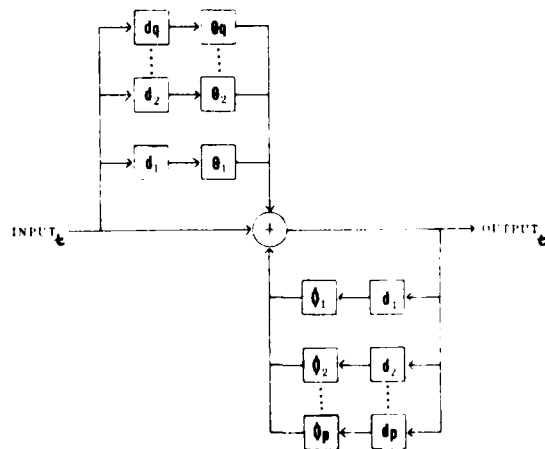 dq θq
d₂ θ₂
d₁ θ₁
INPUTₜ + OUTPUTₜ
ϕ₁ d₁
ϕ₂ d₂
ϕp dp